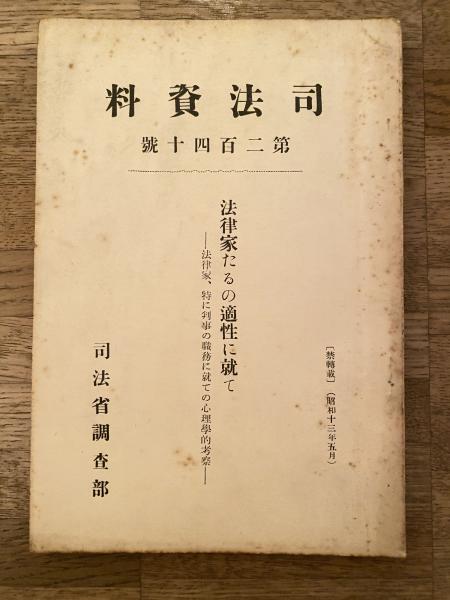 司法資料
第二百四十號
〔禁轉載〕（昭和十三年五月）
法律家たるの適性に就て
――法律家、特に判事の職務に就ての心理學的考察――
司法省調査部